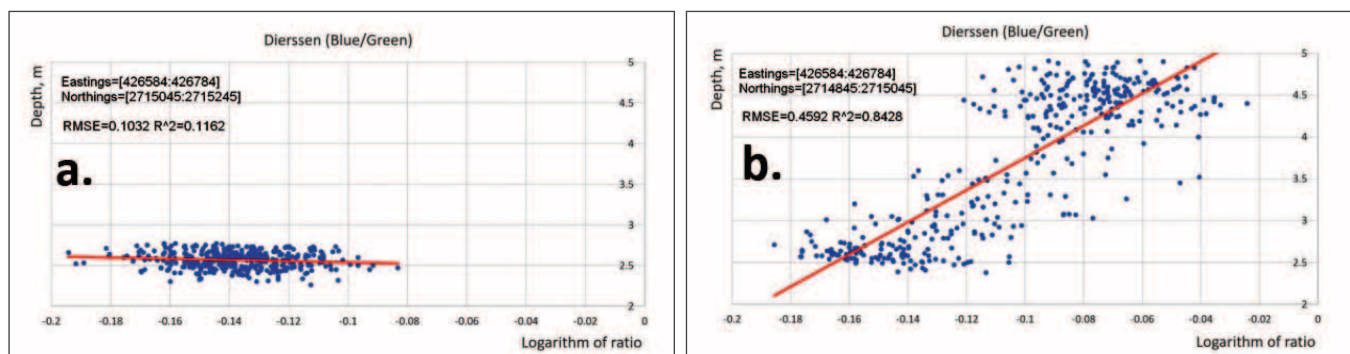 Dierssen (Blue/Green)
Depth, m
Eastings=[426584:426784]
Northings=[2715045:2715245]
RMSE=0.1032 R^2=0.1162
a.
5
4.5
4
3.5
3
2.5
2
-0.2 -0.18 -0.16 -0.14 -0.12 -0.1 -0.08 -0.06 -0.04 -0.02 0
Logarithm of ratio
Dierssen (Blue/Green)
Depth, m
Eastings=[426584:426784]
Northings=[2714845:2715045]
RMSE=0.4592 R^2=0.8428
b.
5
4.5
4
3.5
3
2.5
2
-0.2 -0.18 -0.16 -0.14 -0.12 -0.1 -0.08 -0.06 -0.04 -0.02 0
Logarithm of ratio